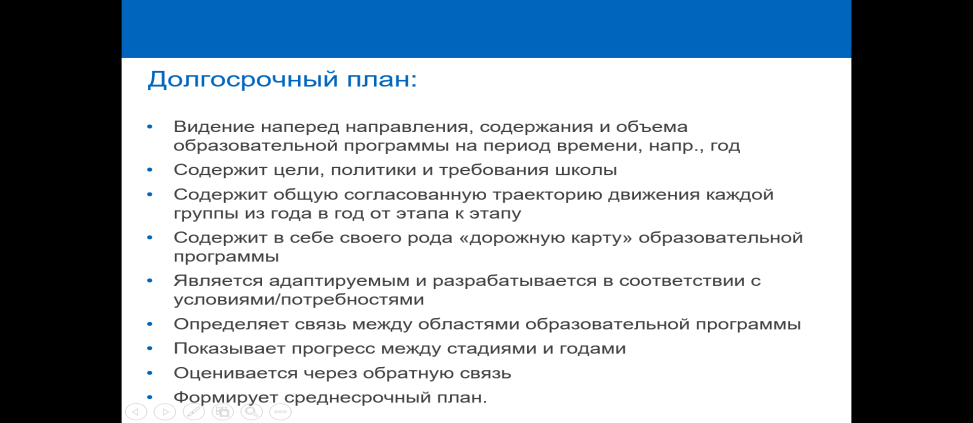 Долгосрочный план:
• Видение наперед направления, содержания и объема
образовательной программы на период времени, напр., год
• Содержит цели, политики и требования школы
• Содержит общую согласованную траекторию движения каждой
группы из года в год от этапа к этапу
• Содержит в себе своего рода «дорожную карту» образовательной
программы
• Является адаптируемым и разрабатывается в соответствии с
условиями/потребностями
• Определяет связь между областями образовательной программы
• Показывает прогресс между стадиями и годами
• Оценивается через обратную связь
• Формирует среднесрочный план.